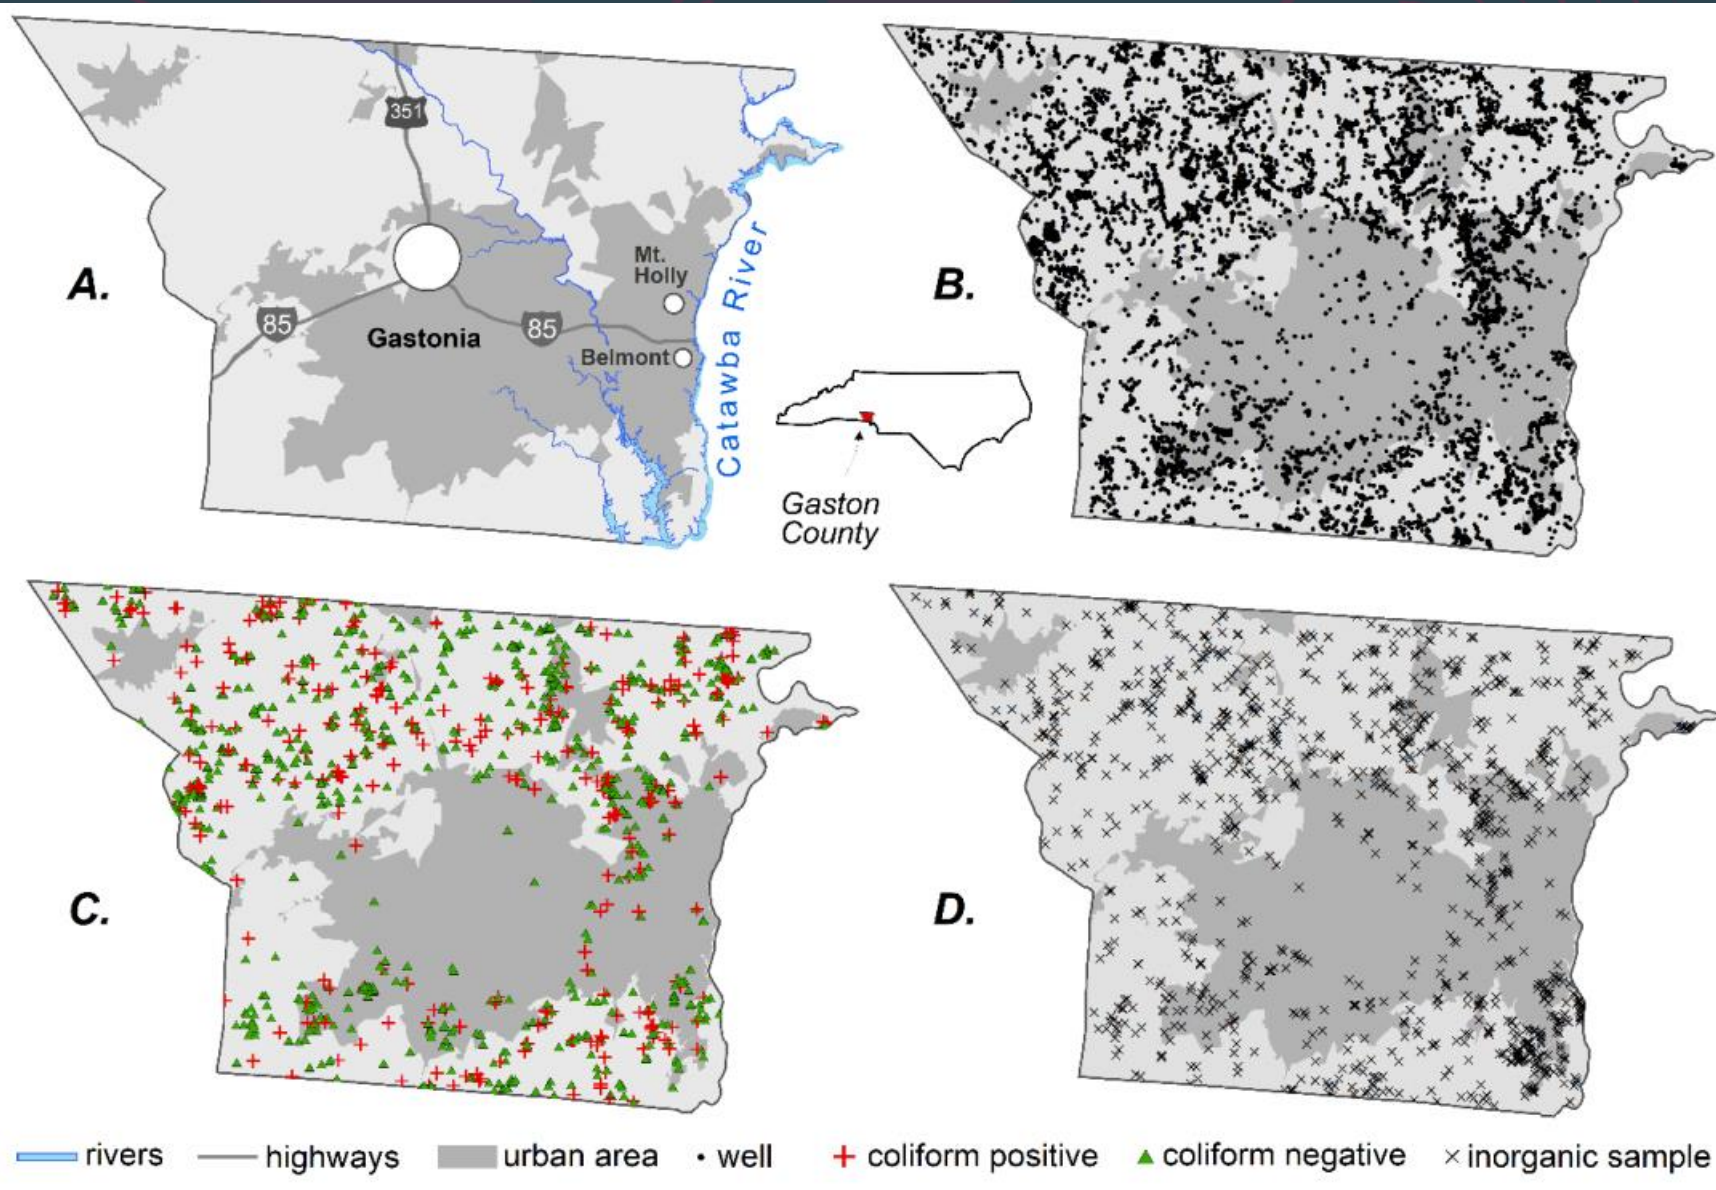 351
A.
85
Gastonia
85
Mt.
Holly
Belmont
Catawba River
B.
Gaston
County
C.
D.
rivers
highways
urban area
well
coliform positive
coliform negative
inorganic sample